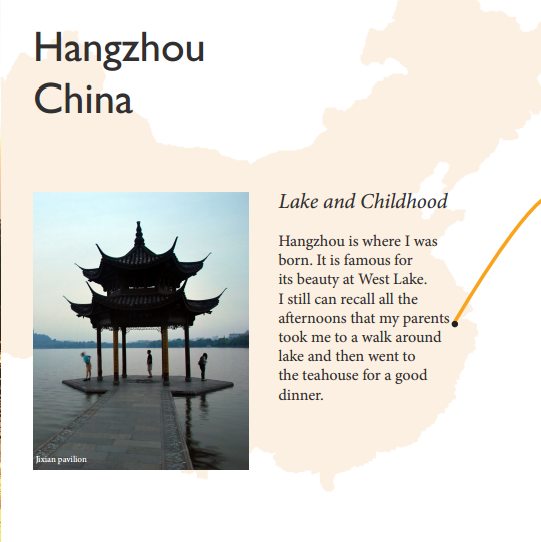 Hangzhou
China
Lake and Childhood
Hangzhou is where I was
born. It is famous for
its beauty at West Lake.
I still can recall all the
afternoons that my parents
took me to a walk around
lake and then went to
the teahouse for a good
dinner.
Jixian pavilion